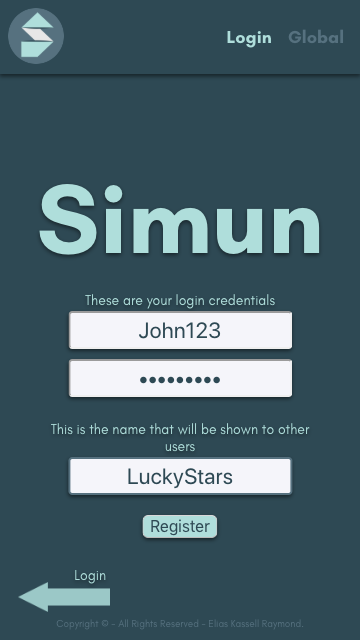 Login Global
Simun
These are your login credentials
John123
•••••••••
This is the name that will be shown to other
users
LuckyStars
Register
Login
Copyright © - All Rights Reserved - Elias Kassell Raymond.